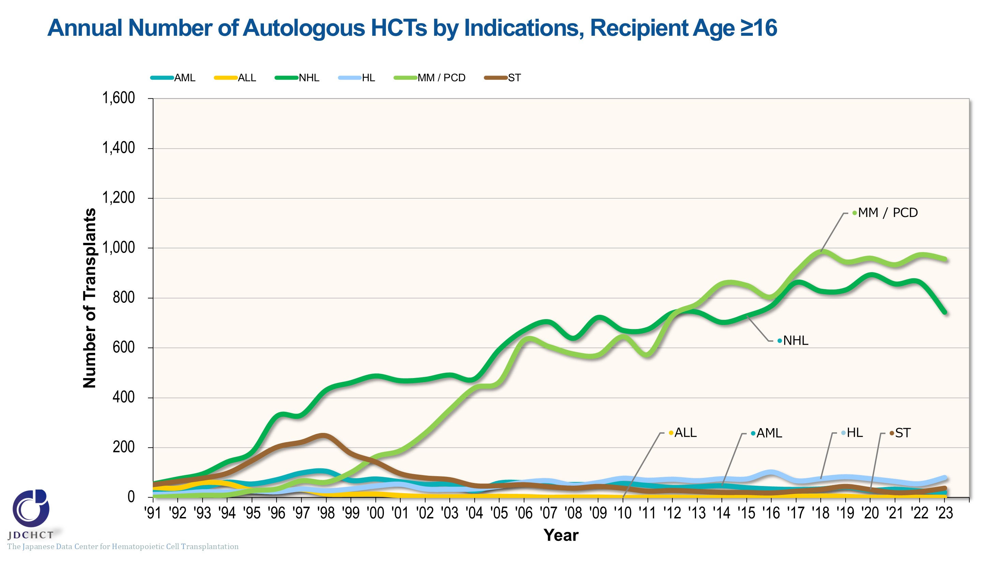 Annual Number of Autologous HCTs by Indications, Recipient Age ≥16
AML ALL NHL HL MM / PCD ST
1,600
1,400
1,200
1,000
800
600
400
200
0
Number of Transplants
MM / PCD
NHL
ALL AML HL ST
'91 '92 '93 '94 '95 '96 '97 '98 '99 '00 '01 '02 '03 '04 '05 '06 '07 '08 '09 '10 '11 '12 '13 '14 '15 '16 '17 '18 '19 '20 '21 '22 '23
Year
JDCHCT
The Japanese Data Center for Hematopoietic Cell Transplantation